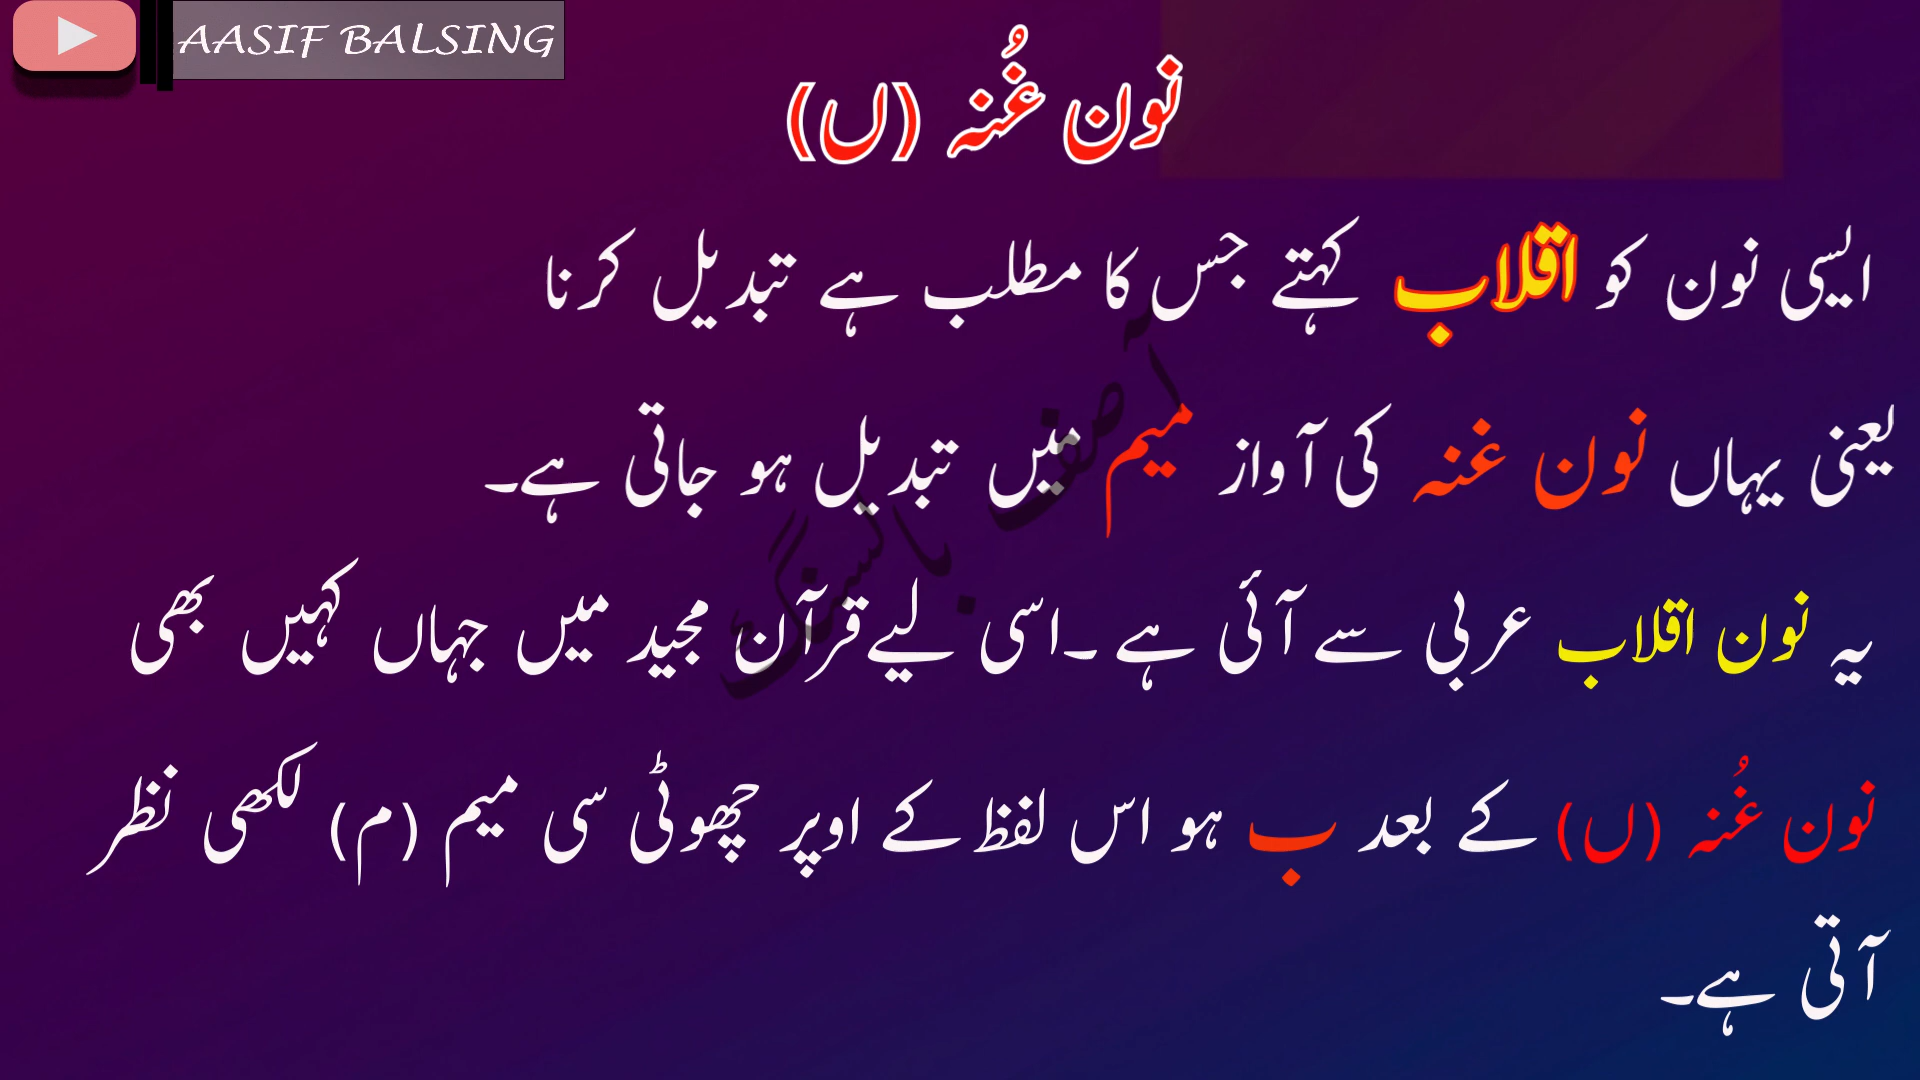 AASIF BALSING
نون غُنہ (ں)
ایسی نون کو اقلاب کہتے جس کا مطلب ہے تبدیل کرنا
یعنی یہاں نون غنہ کی آواز میم میں تبدیل ہو جاتی ہے۔
یہ نون اقلاب عربی سے آئی ہے ۔اسی لیے قرآن مجید میں جہاں کہیں بھی
نون غُنہ (ں) کے بعد ب ہو اس لفظ کے اوپر چھوٹی سی میم (م) لکھی نظر
آتی ہے۔
آصف بالسنگ